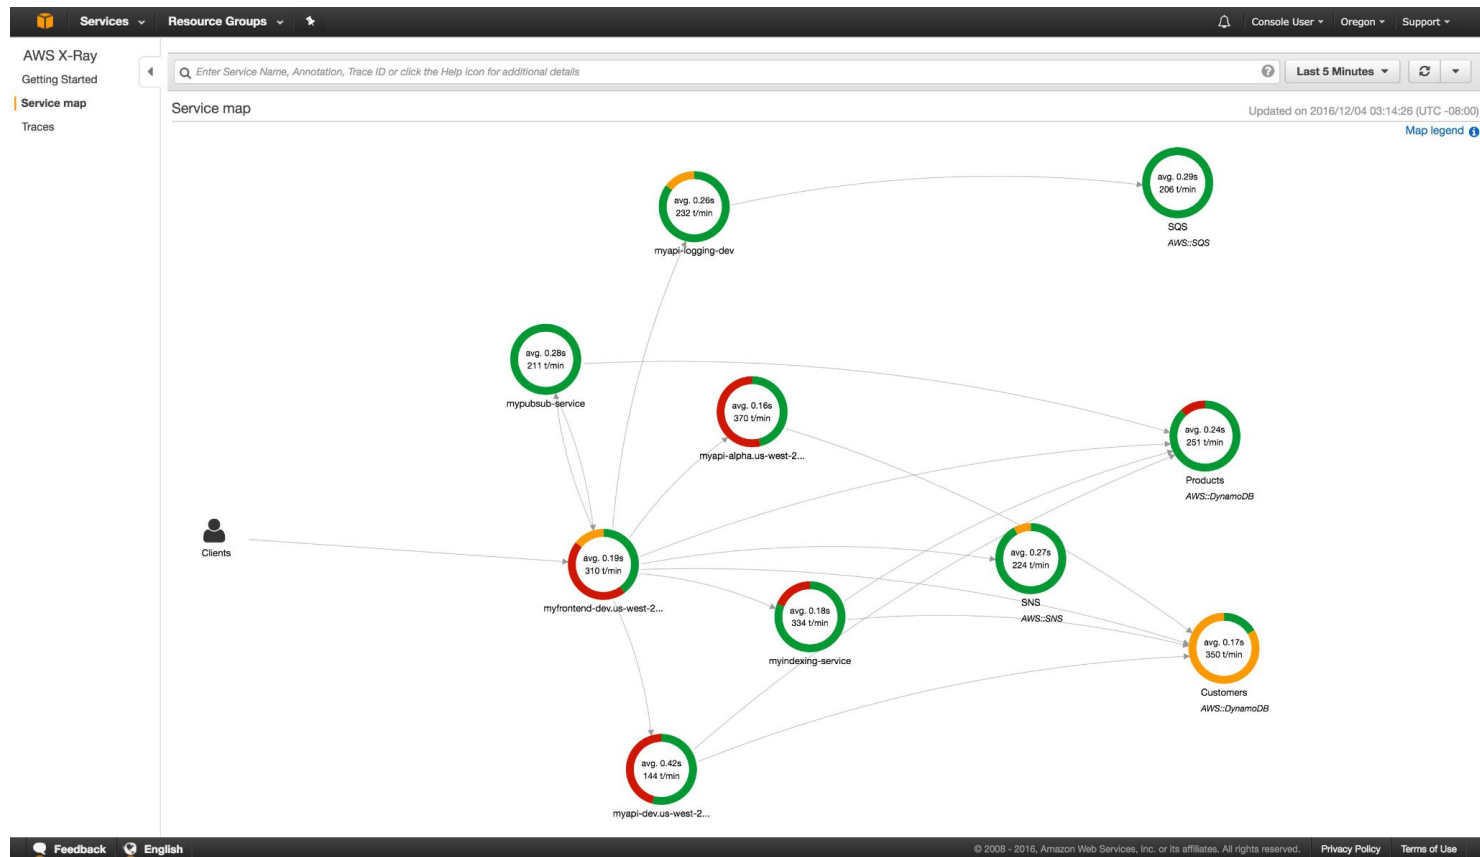 Services
Resource Groups
Console User
Oregon
Support
AWS X-Ray
Getting Started
Service map
Traces
Enter Service Name, Annotation, Trace ID or click the Help icon for additional details
Last 5 Minutes
Service map
Updated on 2016/12/04 03:14:26 (UTC -08:00)
Map legend
avg. 0.29s
206 t/min
SQS
AWS::SQS
avg. 0.26s
232 t/min
myapi-logging-dev
avg. 0.28s
211 t/min
mypubsub-service
avg. 0.16s
370 t/min
myapi-alpha.us-west-2...
avg. 0.24s
251 t/min
Products
AWS::DynamoDB
Clients
avg. 0.19s
310 t/min
myfrontend-dev.us-west-2...
avg. 0.27s
224 t/min
SNS
AWS::SNS
avg. 0.18s
334 t/min
myindexing-service
avg. 0.17s
350 t/min
Customers
AWS::DynamoDB
avg. 0.42s
144 t/min
myapi-dev.us-west-2...
Feedback
English
© 2008 - 2016, Amazon Web Services, Inc. or its affiliates. All rights reserved.
Privacy Policy
Terms of Use